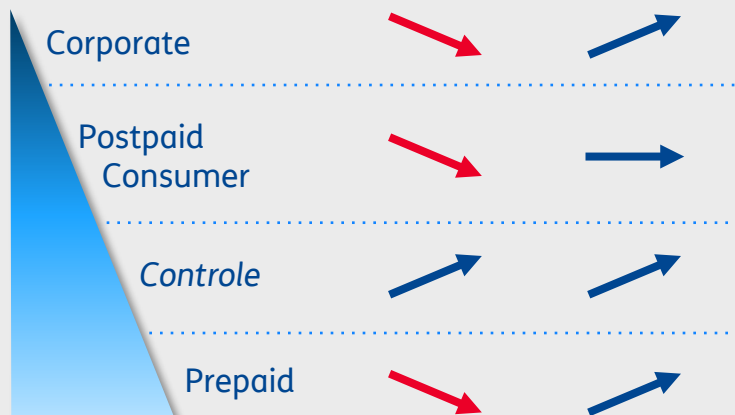 Corporate
Postpaid
Consumer
Controle
Prepaid